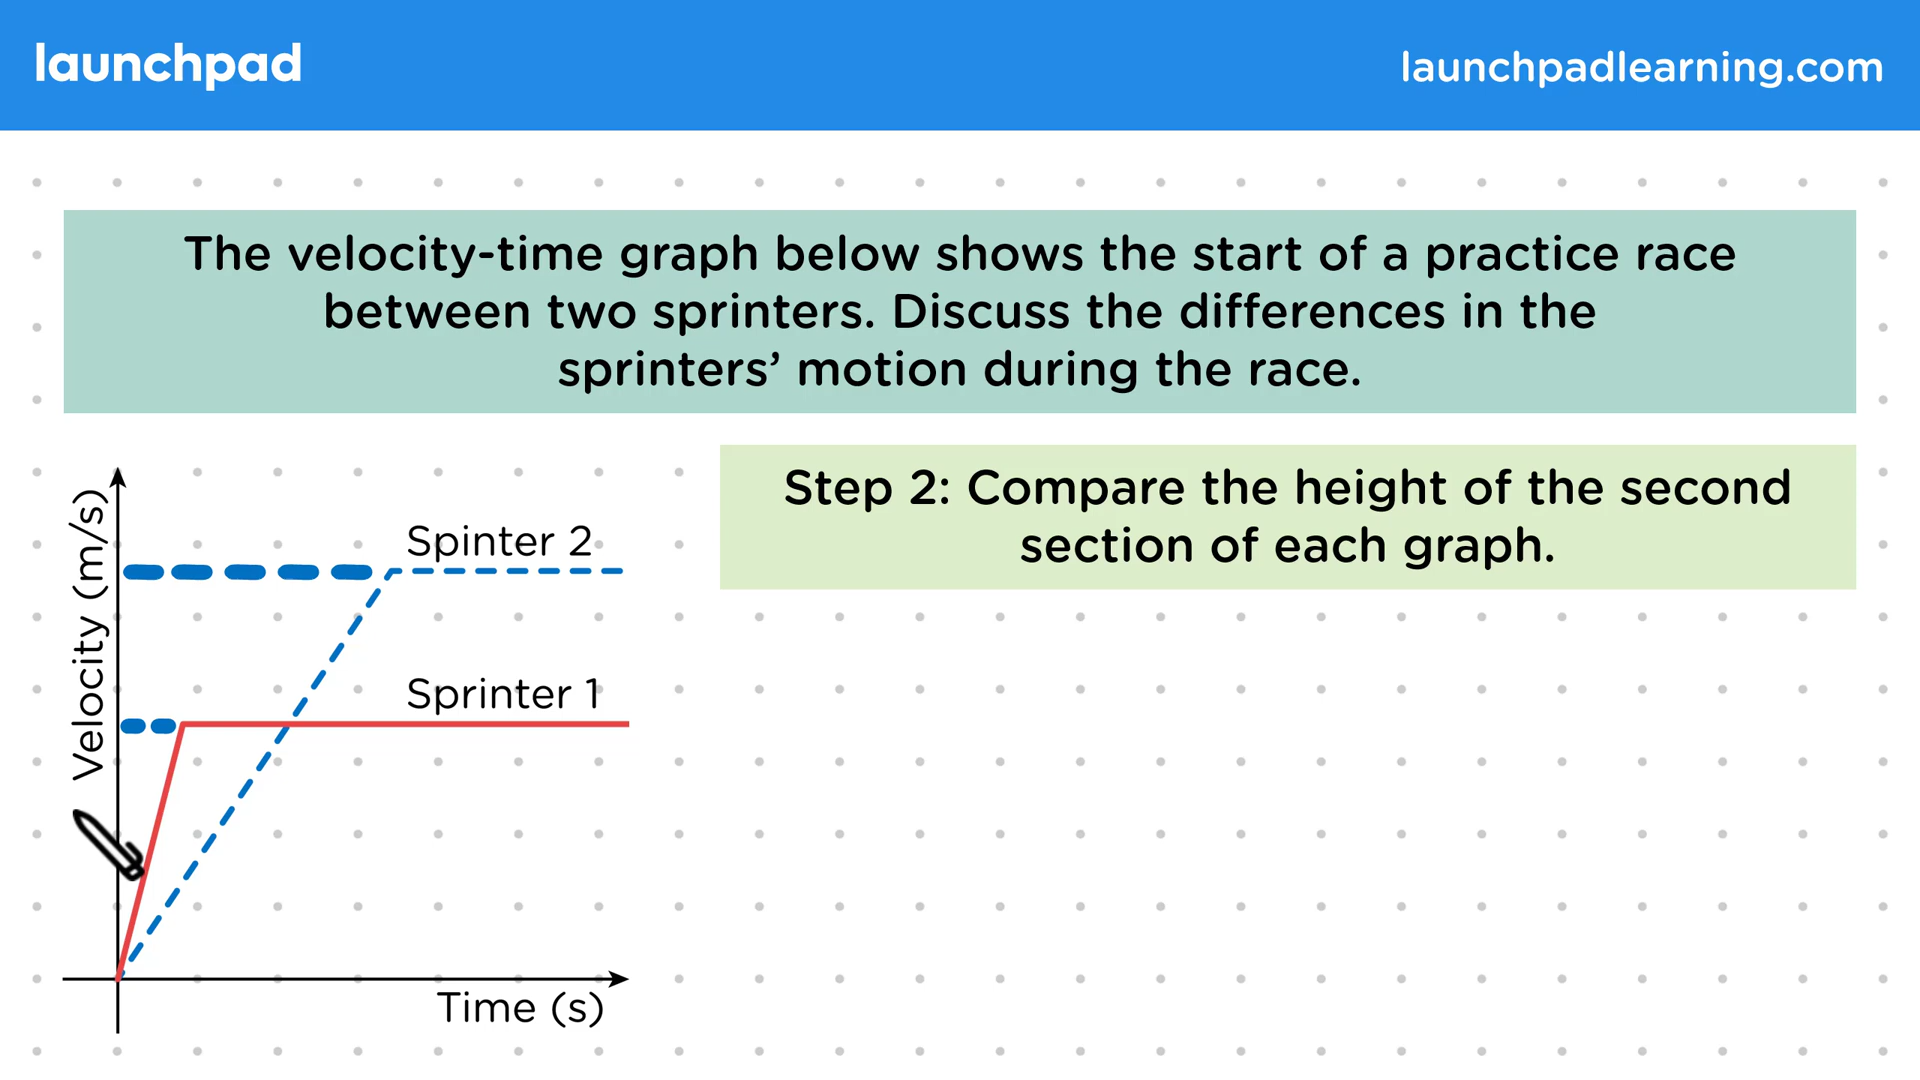 launchpad
launchpadlearning.com
The velocity-time graph below shows the start of a practice race
between two sprinters. Discuss the differences in the
sprinters’ motion during the race.
Step 2: Compare the height of the second
section of each graph.
Velocity (m/s)
Spinter 2
Sprinter 1
Time (s)